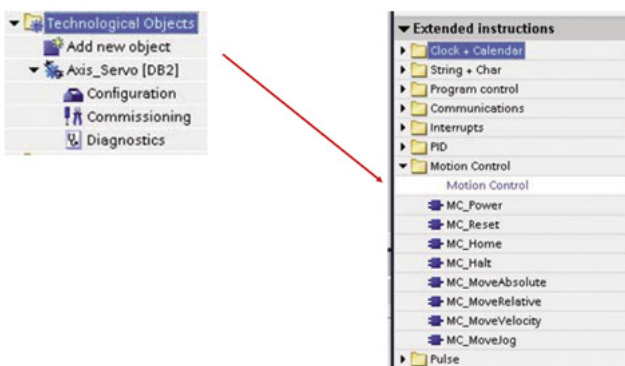 Technological Objects
Add new object
Axis_Servo [DB2]
Configuration
Commissioning
Diagnostics
Extended instructions
Clock + Calendar
String + Char
Program control
Communications
Interrupts
PID
Motion Control
Motion Control
MC_Power
MC_Reset
MC_Home
MC_Halt
MC_MoveAbsolute
MC_MoveRelative
MC_MoveVelocity
MC_MoveJog
Pulse